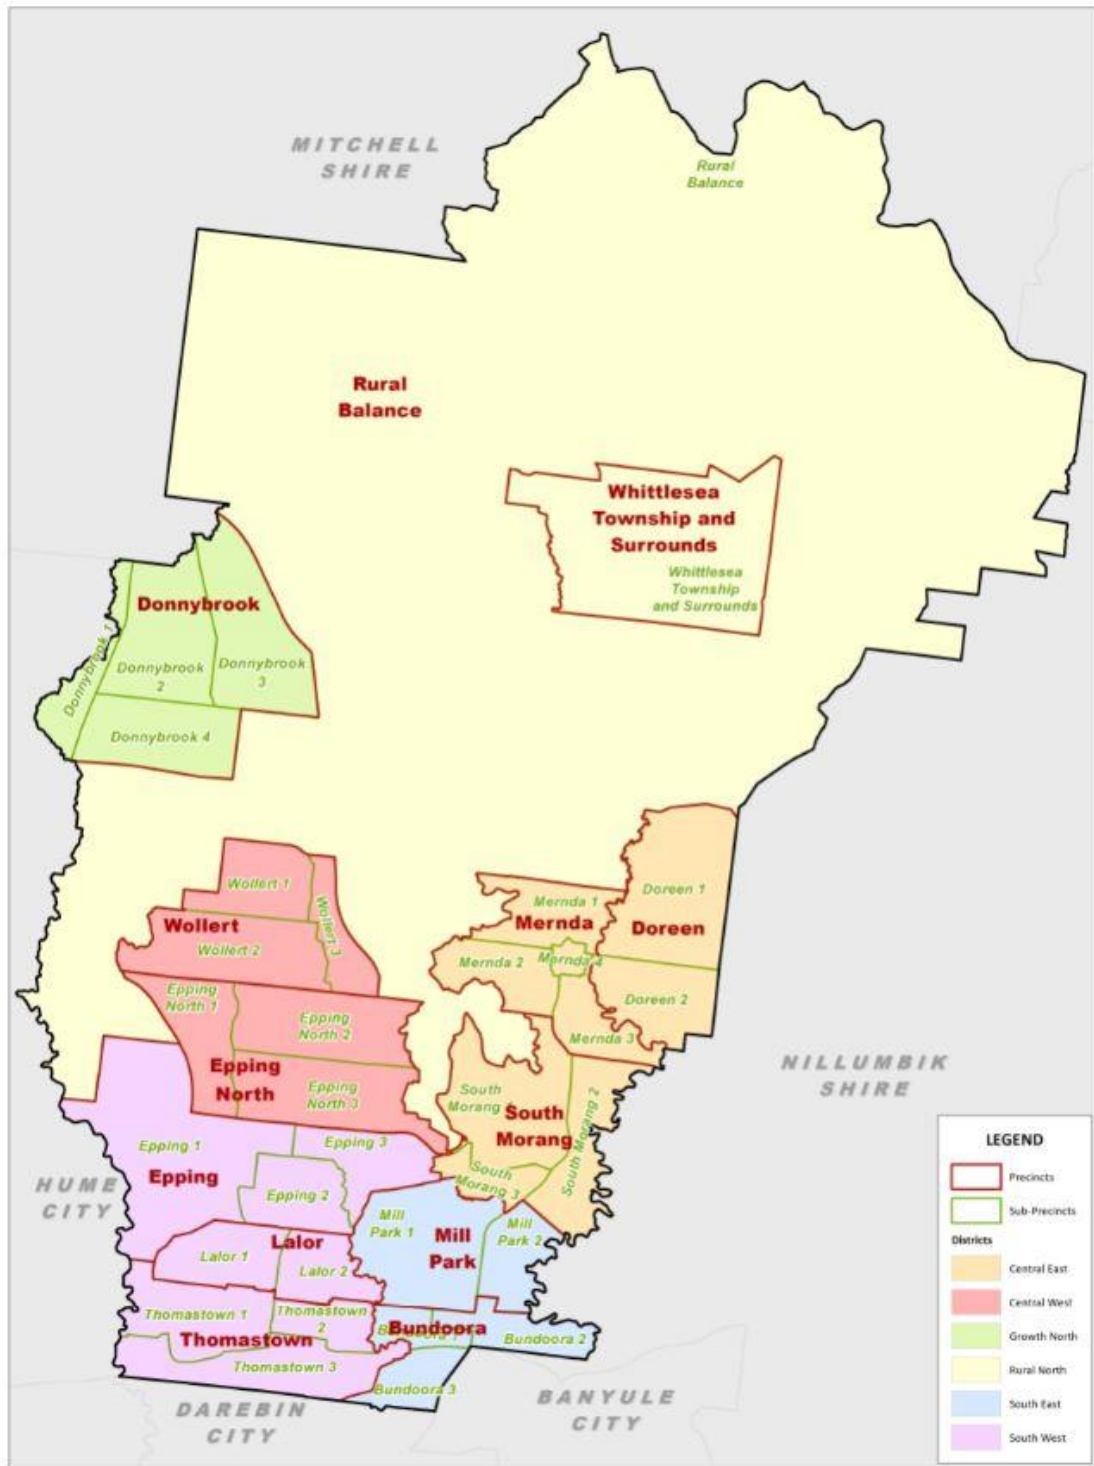 MITCHELL
SHIRE
Rural
Balance
Rural
Balance
Whittlesea
Township and
Surrounds
Whittlesea
Township
and Surrounds
Donnybrook
Donnybrook 1
Donnybrook
2
Donnybrook
3
Donnybrook 4
Wollert 1
Wollert
Wollert 2
Wollert 3
Epping
North 1
Epping
North 2
Epping
North
Epping
North 3
Doreen 1
Mernda 1
Mernda
Doreen
Mernda 2
Mernda 4
Doreen 2
Mernda 3
NILLUMBIK
SHIRE
South
Morang
South
Morang
South Morang 2
South
Morang 3
Epping 1
Epping 3
Epping
Epping 2
HUME
CITY
Mill
Park 1
Mill
Park
Mill
Park 2
Lalor
Lalor 1
Lalor 2
Thomastown 1
Thomastown
2
Thomastown
Thomastown 3
Bundoora
Bundoora 2
Bundoora 3
DAREBIN
CITY
BANYULE
CITY
LEGEND
Precincts
Sub-Precincts
Districts
Central East
Central West
Growth North
Rural North
South East
South West